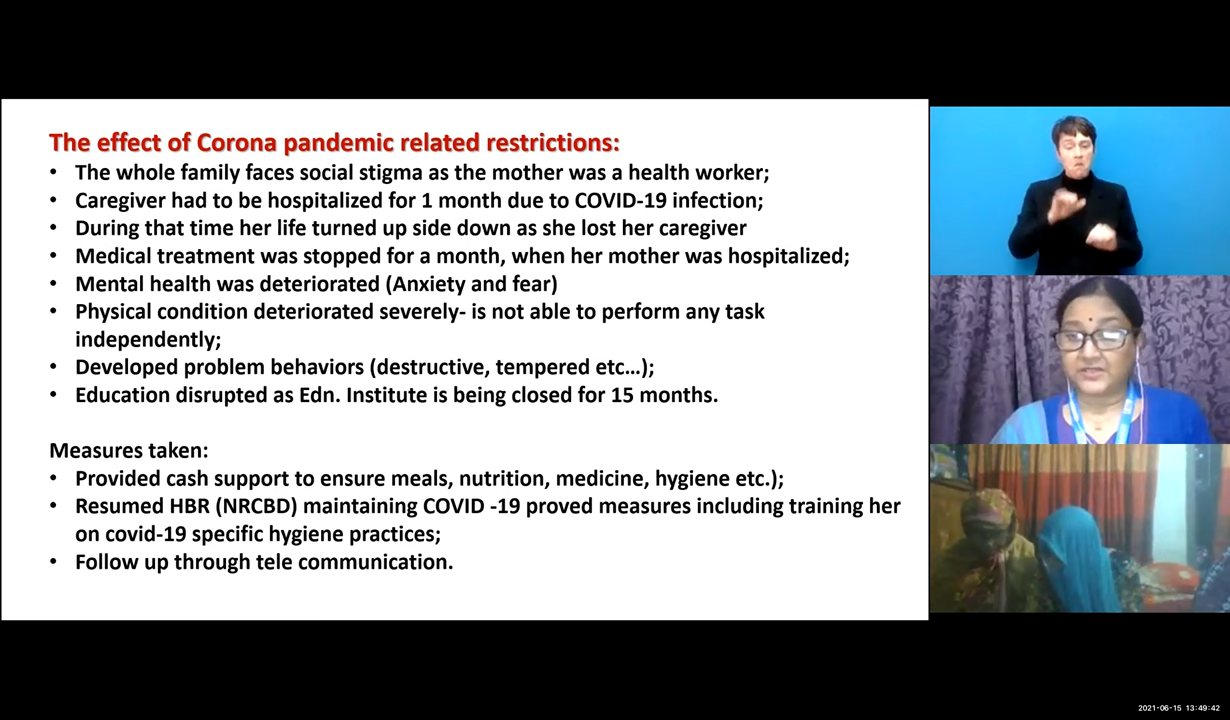 The effect of Corona pandemic related restrictions:
• The whole family faces social stigma as the mother was a health worker;
• Caregiver had to be hospitalized for 1 month due to COVID-19 infection;
• During that time her life turned up side down as she lost her caregiver
• Medical treatment was stopped for a month, when her mother was hospitalized;
• Mental health was deteriorated (Anxiety and fear)
• Physical condition deteriorated severely- is not able to perform any task
independently;
• Developed problem behaviors (destructive, tempered etc...);
• Education disrupted as Edn. Institute is being closed for 15 months.
Measures taken:
• Provided cash support to ensure meals, nutrition, medicine, hygiene etc.);
• Resumed HBR (NRCBD) maintaining COVID -19 proved measures including training her
on covid-19 specific hygiene practices;
• Follow up through tele communication.
2021-06-15 13:49:42